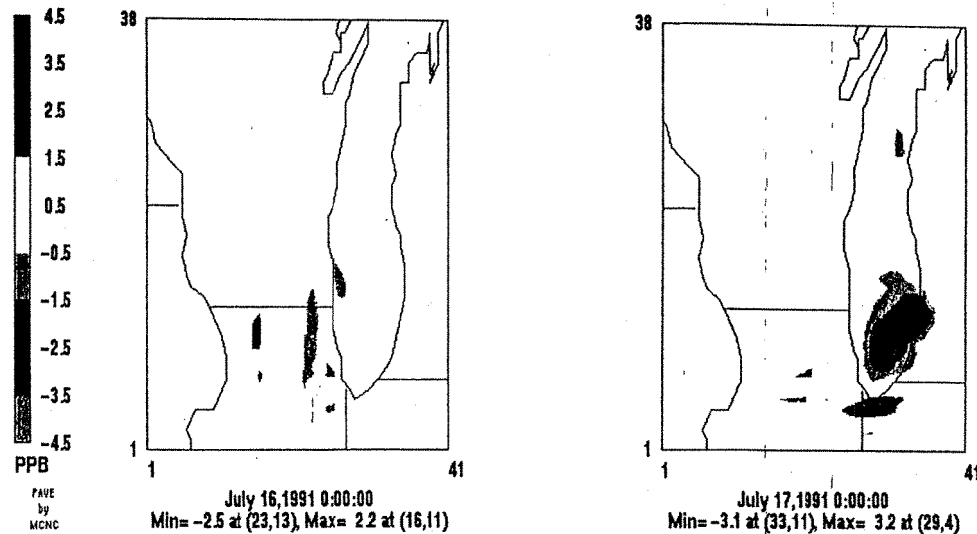 4.5
3.5
2.5
1.5
0.5
-0.5
-1.5
-2.5
-3.5
-4.5
PPB
PAVE
by
MCNC
38
1
1 41
July 16,1991 0:00:00
Min= -2.5 at (23,13), Max= 2.2 at (16,11)
38
1
1 41
July 17,1991 0:00:00
Min= -3.1 at (33,11), Max= 3.2 at (29,4)